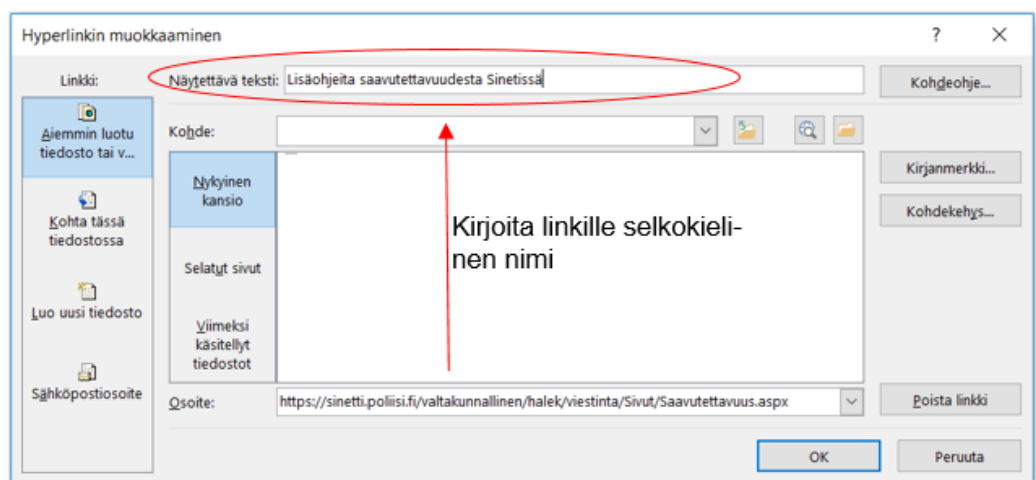 Hyperlinkin muokkaaminen
?
Linkki:
Näytettävä teksti: Lisäohjeita saavutettavuudesta Sinetissä
Kohdeohje...
Aiemmin luotu
tiedosto tai v...
Kohde:
Nykyinen
kansio
Kirjanmerkki...
Kohta tässä
tiedostossa
Kohdekehys...
Kirjoita linkille selkokieli-
nen nimi
Selatut sivut
Luo uusi tiedosto
Viimeksi
käsitellyt
tiedostot
Sähköpostiosoite
Osoite: https://sinetti.poliisi.fi/valtakunnallinen/halek/viestinta/Sivut/Saavutettavuus.aspx
Poista linkki
OK
Peruuta